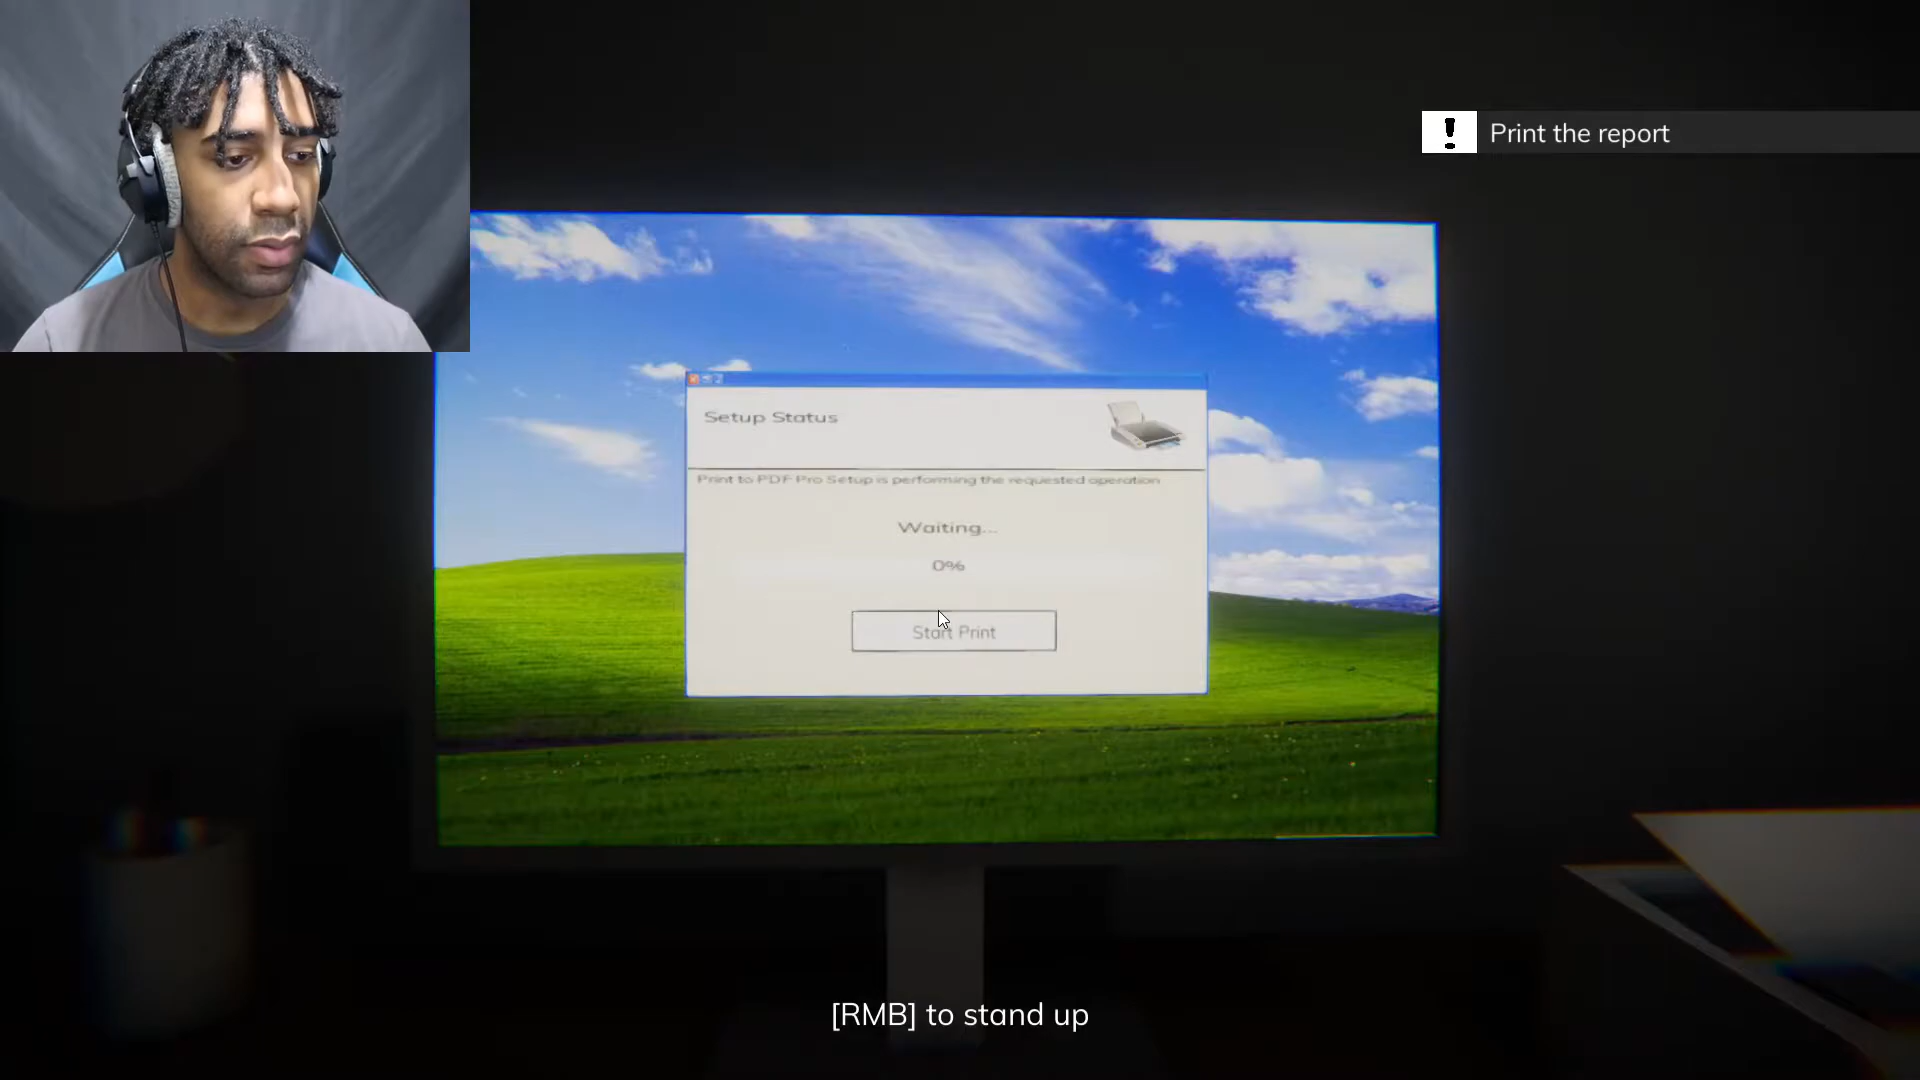 Print the report
Setup Status
Print to PDF Pro Setup is performing the requested operation
Waiting...
0%
Start Print
[RMB] to stand up